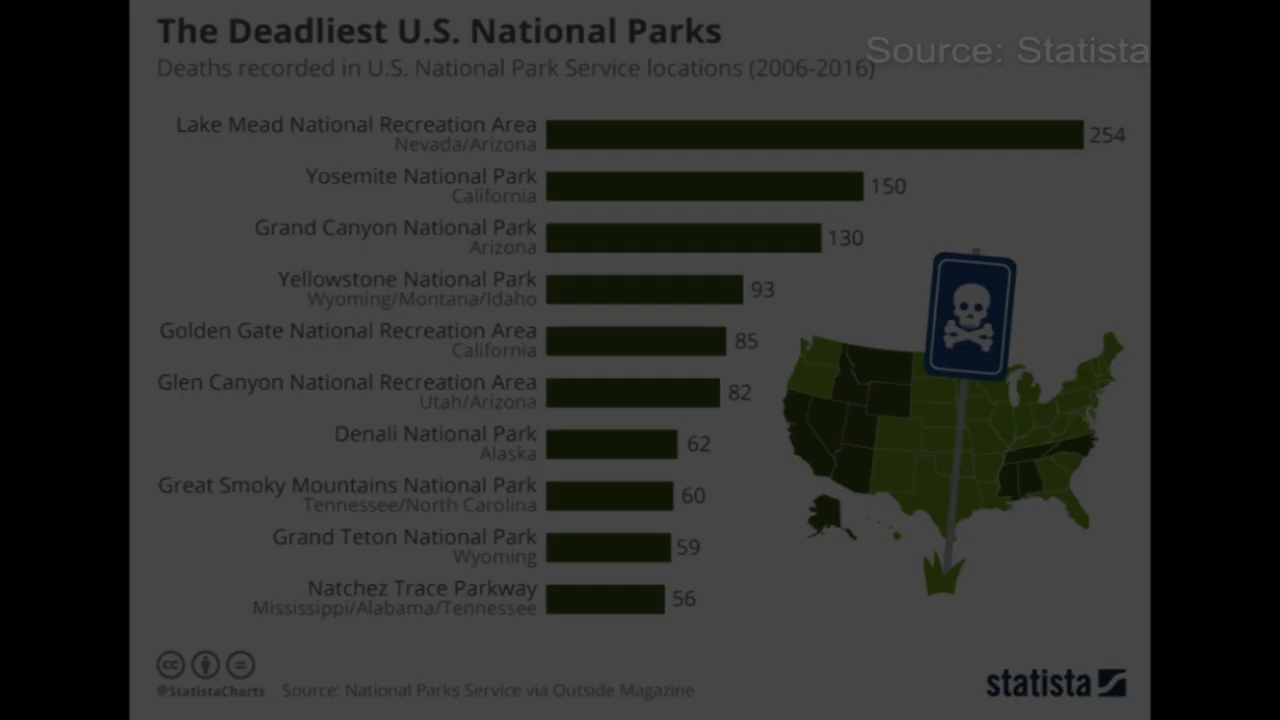 The Deadliest U.S. National Parks
Source: Statista
Deaths recorded in U.S. National Park Service locations (2006-2016)
Lake Mead National Recreation Area
Nevada/Arizona
254
Yosemite National Park
California
150
Grand Canyon National Park
Arizona
130
Yellowstone National Park
Wyoming/Montana/Idaho
93
Golden Gate National Recreation Area
California
85
Glen Canyon National Recreation Area
Utah/Arizona
82
Denali National Park
Alaska
62
Great Smoky Mountains National Park
Tennessee/North Carolina
60
Grand Teton National Park
Wyoming
59
Natchez Trace Parkway
Mississippi/Alabama/Tennessee
56
cc
@StatistaCharts Source: National Parks Service via Outside Magazine
statista